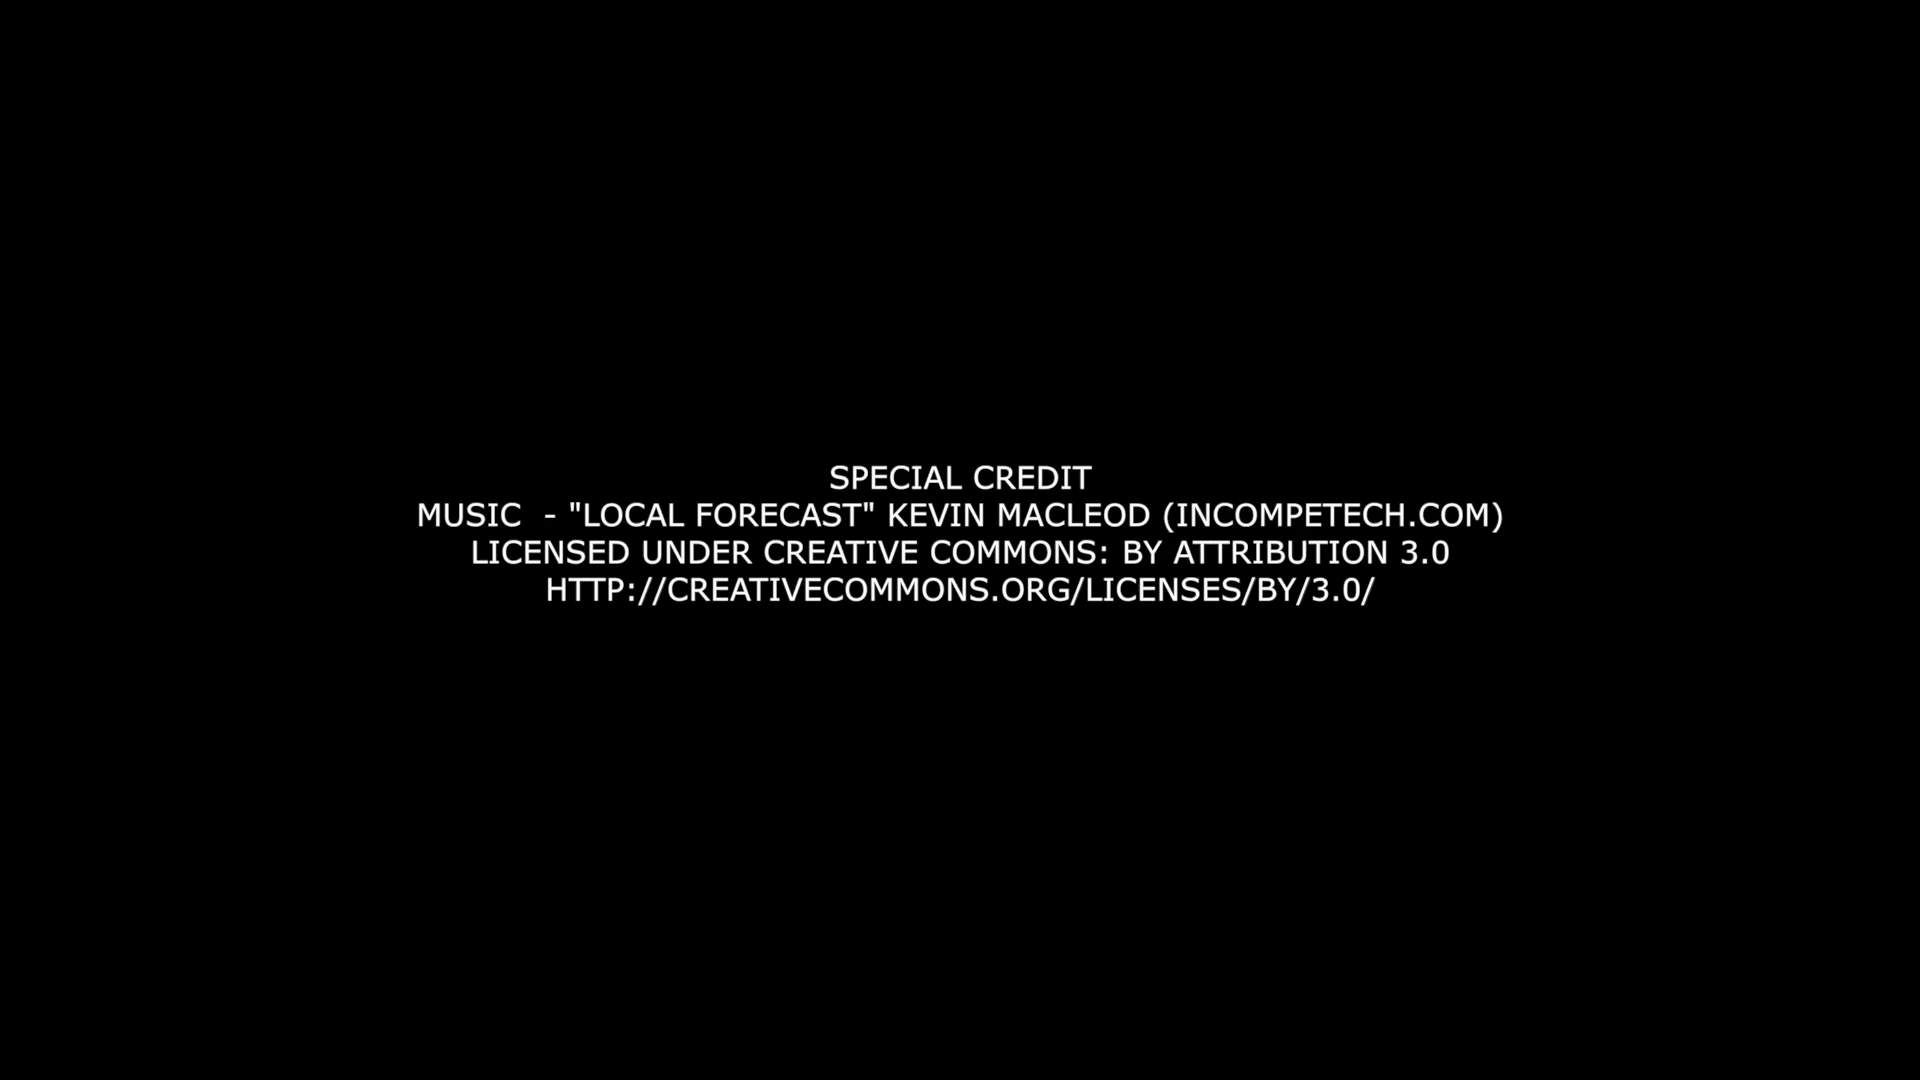 SPECIAL CREDIT
MUSIC  - "LOCAL FORECAST" KEVIN MACLEOD (INCOMPETECH.COM)
LICENSED UNDER CREATIVE COMMONS: BY ATTRIBUTION 3.0
HTTP://CREATIVECOMMONS.ORG/LICENSES/BY/3.0/